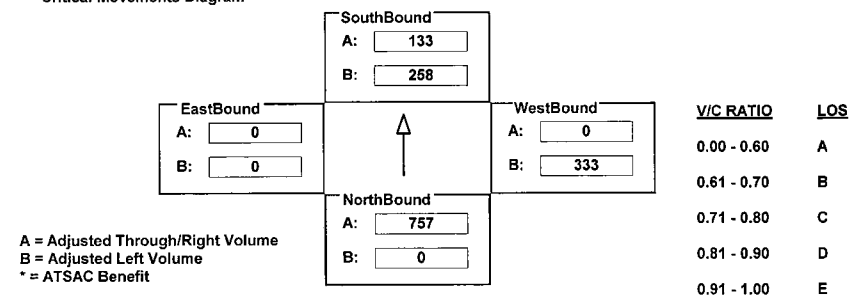 Critical Movements Diagram
SouthBound
A: 133
B: 258
EastBound
A: 0
B: 0
WestBound
A: 0
B: 333
NorthBound
A: 757
B: 0
A = Adjusted Through/Right Volume
B = Adjusted Left Volume
* = ATSAC Benefit
V/C RATIO LOS
0.00 - 0.60 A
0.61 - 0.70 B
0.71 - 0.80 C
0.81 - 0.90 D
0.91 - 1.00 E